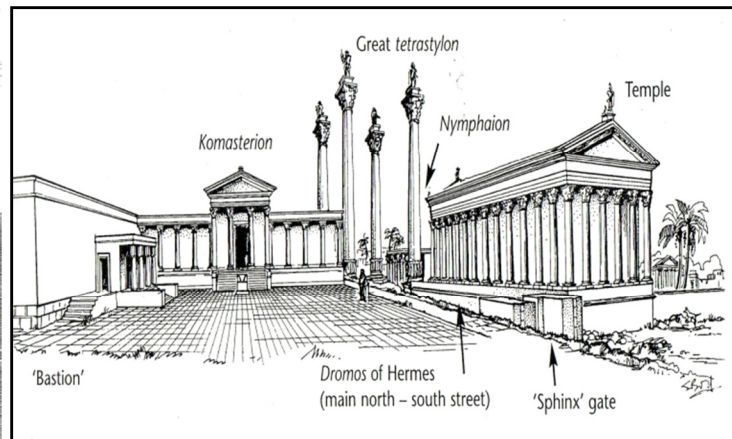 Great tetrastylon
Temple
Nymphaion
Komasterion
'Bastion'
Dromos of Hermes
(main north – south street)
'Sphinx' gate